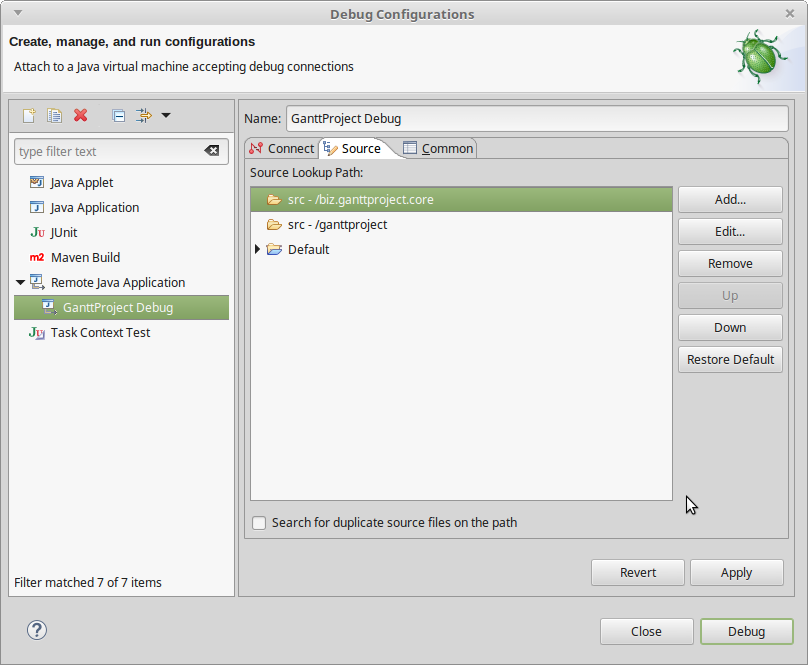 Debug Configurations
Create, manage, and run configurations
Attach to a Java virtual machine accepting debug connections
type filter text
Java Applet
Java Application
JU JUnit
m2 Maven Build
Remote Java Application
GanttProject Debug
JU Task Context Test
Filter matched 7 of 7 items
Name: GanttProject Debug
Connect Source Common
Source Lookup Path:
src - /biz.ganttproject.core
src - /ganttproject
Default
Add...
Edit...
Remove
Up
Down
Restore Default
Search for duplicate source files on the path
Revert Apply
? Close Debug